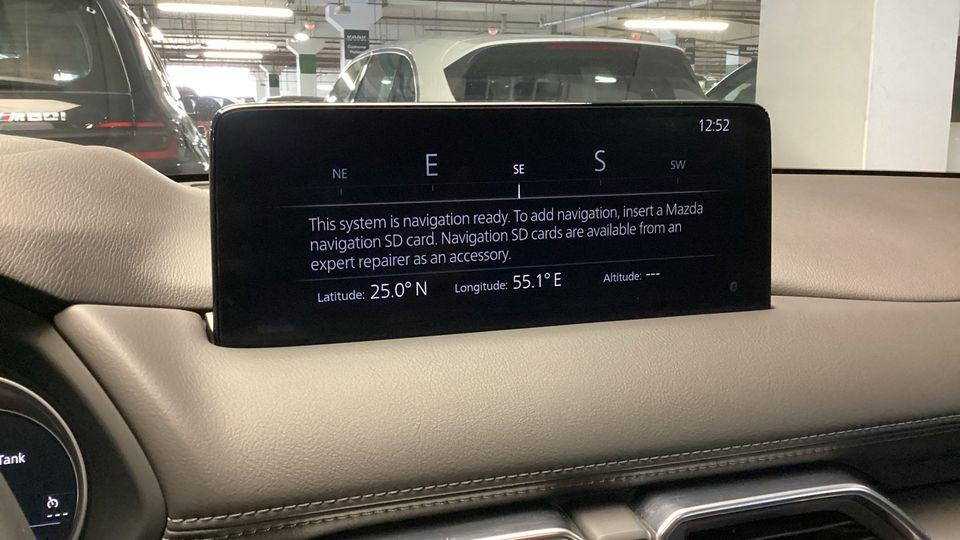 M60i
12:52
NE E SE S SW
This system is navigation ready. To add navigation, insert a Mazda
navigation SD card. Navigation SD cards are available from an
expert repairer as an accessory.
Latitude: 25.0° N Longitude: 55.1° E Altitude: ---
Tank
---